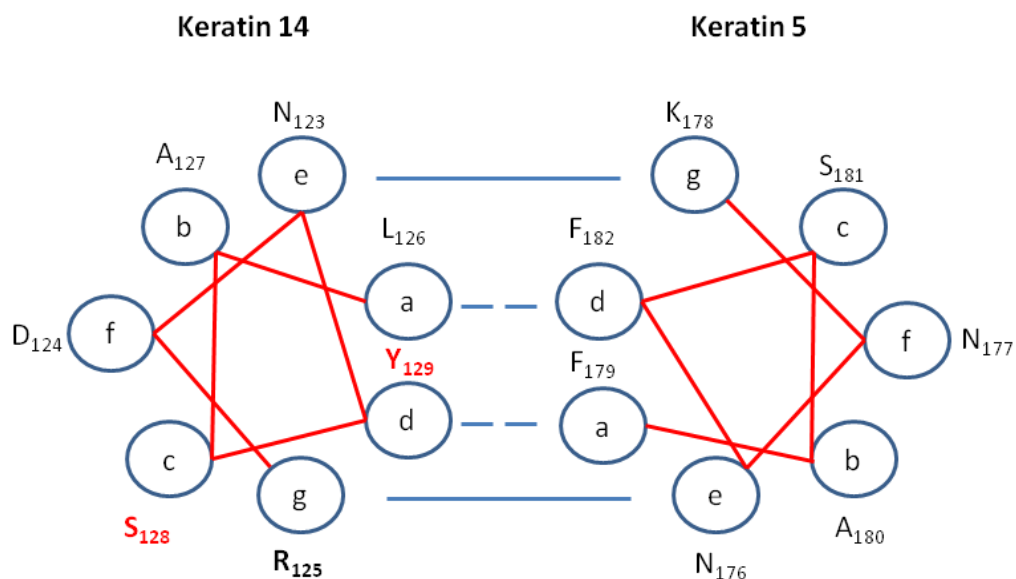 Keratin 14 Keratin 5
N123 K178
A127 S181
e g
b c
L126 F182
a d
D124 f f N177
Y129 F179
d a
c b
g e
S128 A180
R125 N176